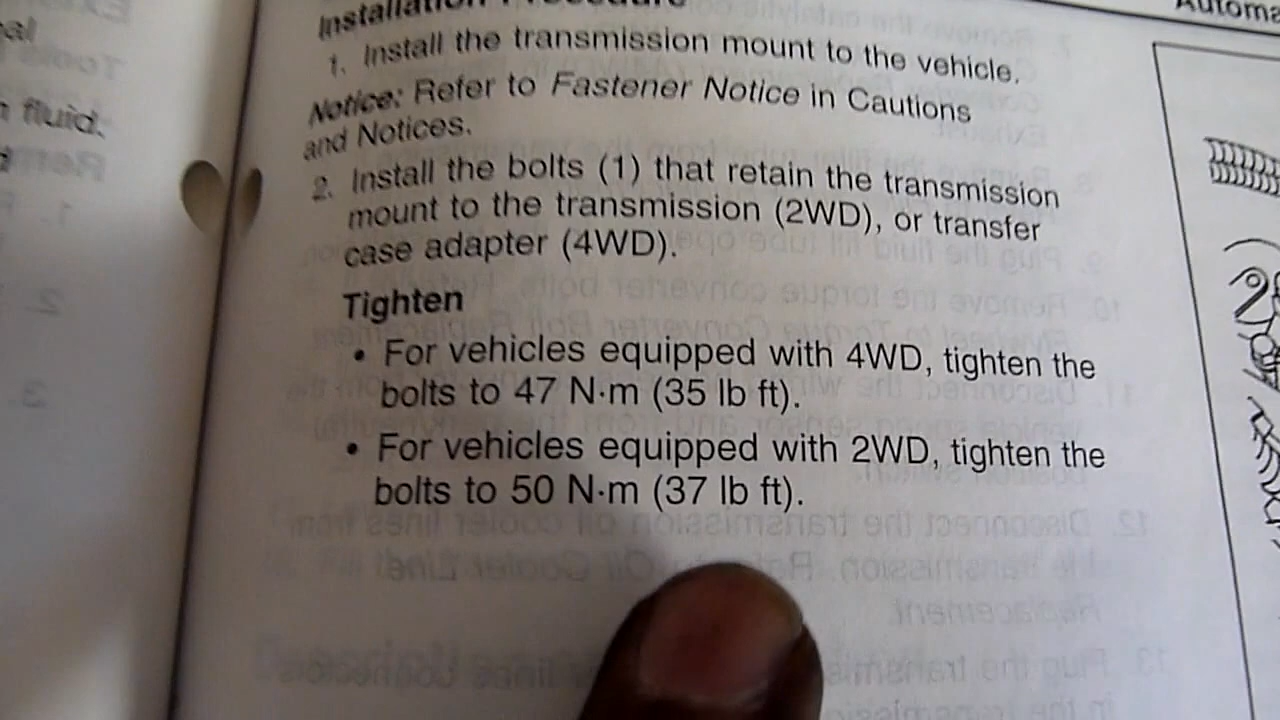 Installation Procedure
1. Install the transmission mount to the vehicle.
Notice: Refer to Fastener Notice in Cautions
and Notices.
2. Install the bolts (1) that retain the transmission
mount to the transmission (2WD), or transfer
case adapter (4WD).
Tighten
• For vehicles equipped with 4WD, tighten the
bolts to 47 N·m (35 lb ft).
• For vehicles equipped with 2WD, tighten the
bolts to 50 N·m (37 lb ft).
fluid.